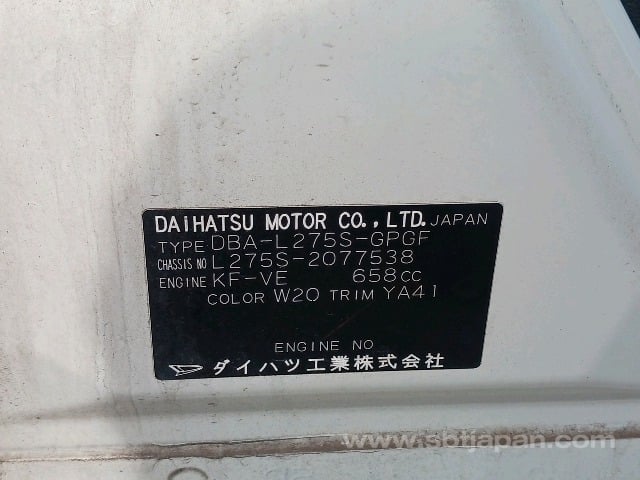 DAIHATSU MOTOR CO.,LTD. JAPAN
TYPE DBA-L275S-GPGF
CHASSIS NO L275S-2077538
ENGINE KF-VE 658cc
COLOR W20 TRIM YA41
ENGINE NO
ダイハツ工業株式会社
www.sbtjapan.com